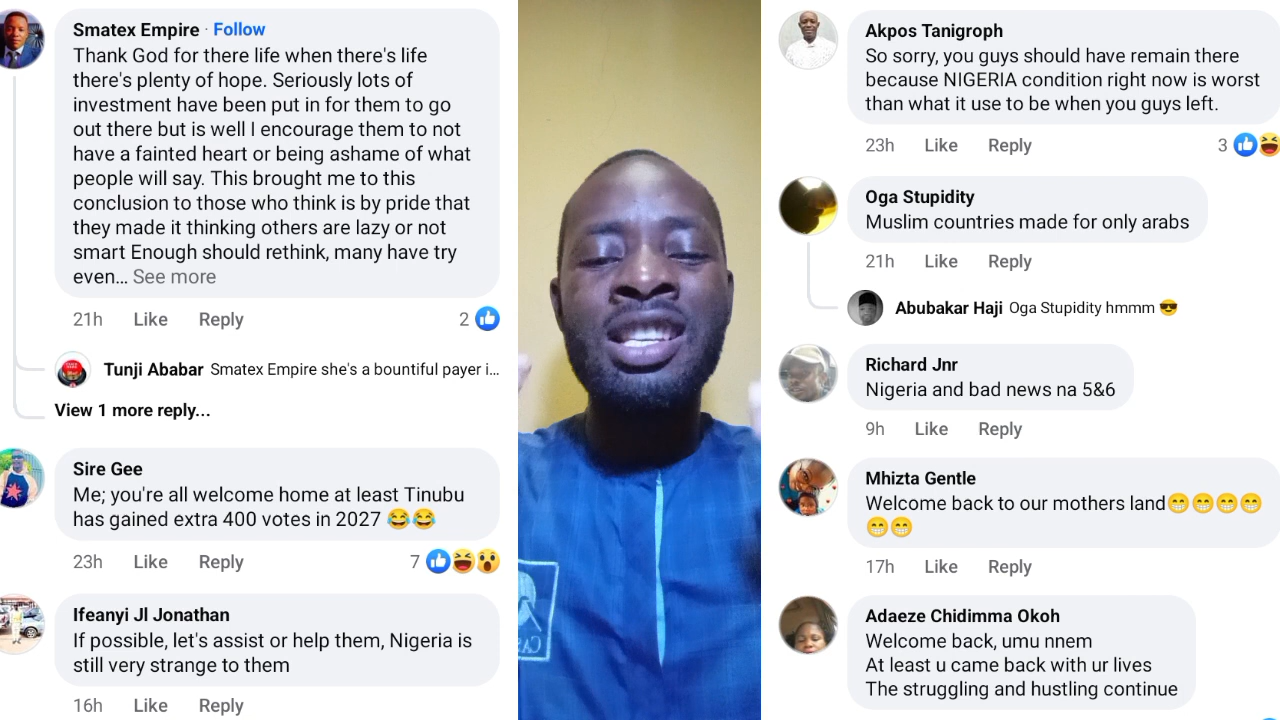 Smatex Empire · Follow
Thank God for there life when there's life
there's plenty of hope. Seriously lots of
investment have been put in for them to go
out there but is well I encourage them to not
have a fainted heart or being ashame of what
people will say. This brought me to this
conclusion to those who think is by pride that
they made it thinking others are lazy or not
smart Enough should rethink, many have try
even... See more
21h Like Reply 2
Tunji Ababar Smatex Empire she's a bountiful payer i...
View 1 more reply...
Sire Gee
Me; you're all welcome home at least Tinubu
has gained extra 400 votes in 2027 😂😂
23h Like Reply 7
Ifeanyi Jl Jonathan
If possible, let's assist or help them, Nigeria is
still very strange to them
16h Like Reply
Akpos Tanigroph
So sorry, you guys should have remain there
because NIGERIA condition right now is worst
than what it use to be when you guys left.
23h Like Reply 3
Oga Stupidity
Muslim countries made for only arabs
21h Like Reply
Abubakar Haji Oga Stupidity hmmm 😎
Richard Jnr
Nigeria and bad news na 5&6
9h Like Reply
Mhizta Gentle
Welcome back to our mothers land😁😁😁😁
😁😁
17h Like Reply
Adaeze Chidimma Okoh
Welcome back, umu nnem
At least u came back with ur lives
The struggling and hustling continue